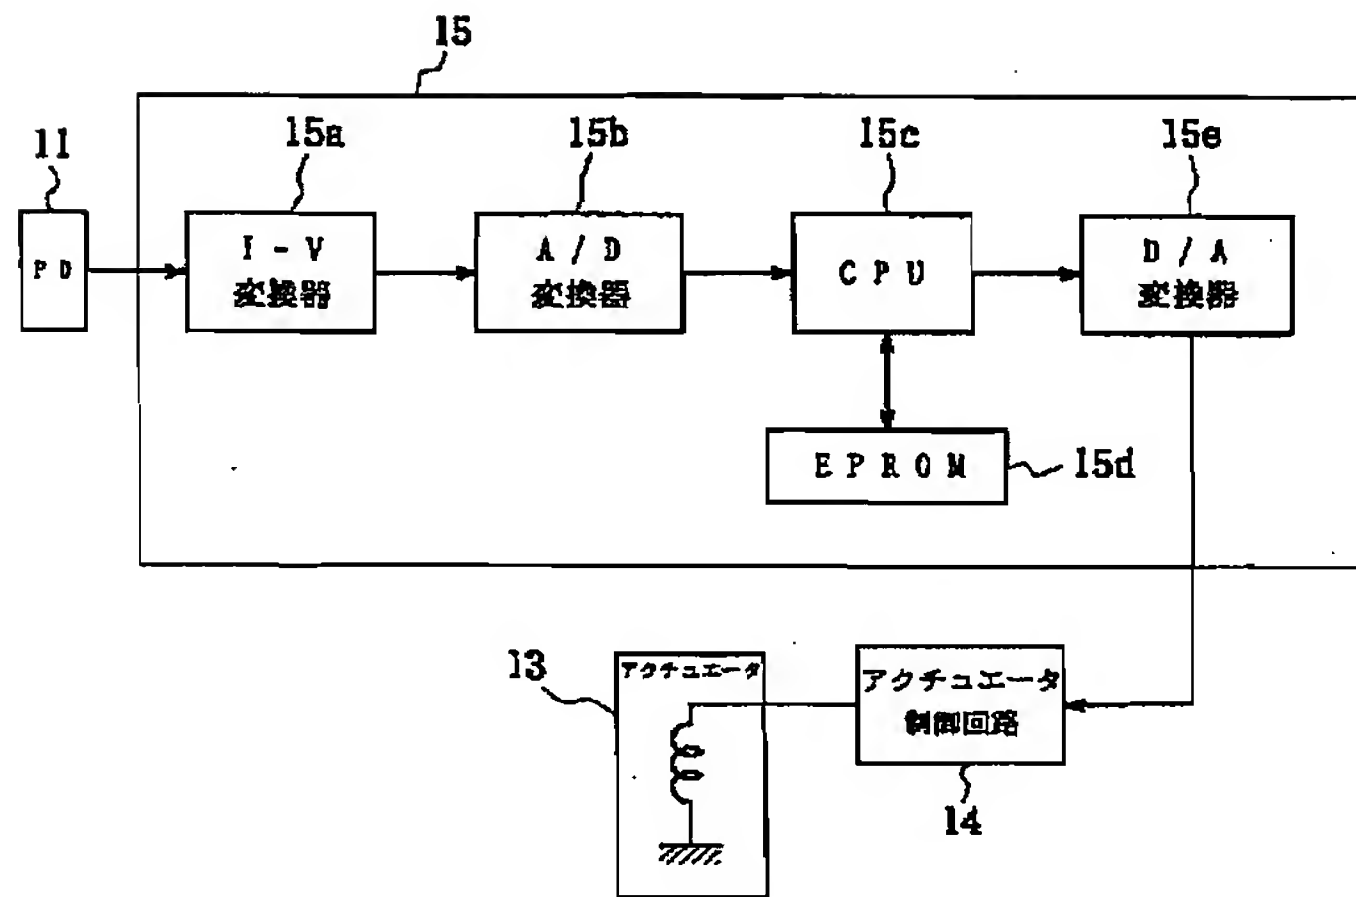 15
11
15a
15b
15c
15e
PD
I-V
変換器
A/D
変換器
CPU
D/A
変換器
EPROM
15d
13
アクチュエータ
アクチュエータ
制御回路
14